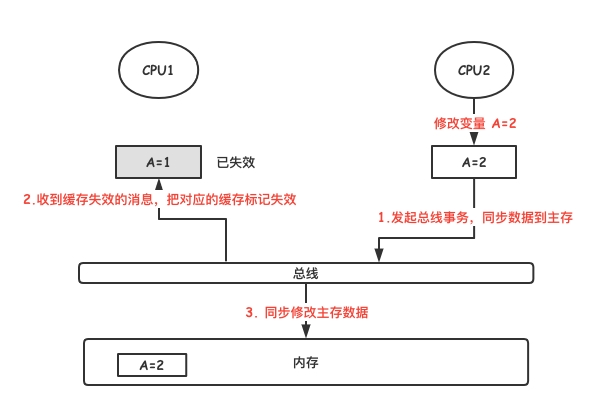 CPU1
CPU2
修改变量 A=2
A=1
已失效
A=2
2.收到缓存失效的消息，把对应的缓存标记失效
1.发起总线事务，同步数据到主存
总线
3. 同步修改主存数据
A=2
内存